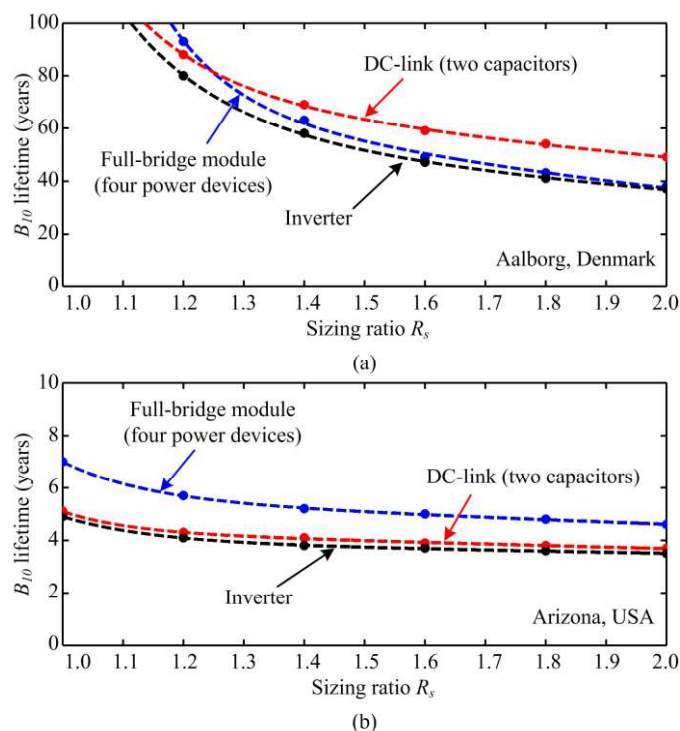 100
80
60
40
20
0
B10 lifetime (years)
DC-link (two capacitors)
Full-bridge module
(four power devices)
Inverter
Aalborg, Denmark
1.0 1.1 1.2 1.3 1.4 1.5 1.6 1.7 1.8 1.9 2.0
Sizing ratio Rs
(a)
10
8
6
4
2
0
B10 lifetime (years)
Full-bridge module
(four power devices)
DC-link (two capacitors)
Inverter
Arizona, USA
1.0 1.1 1.2 1.3 1.4 1.5 1.6 1.7 1.8 1.9 2.0
Sizing ratio Rs
(b)